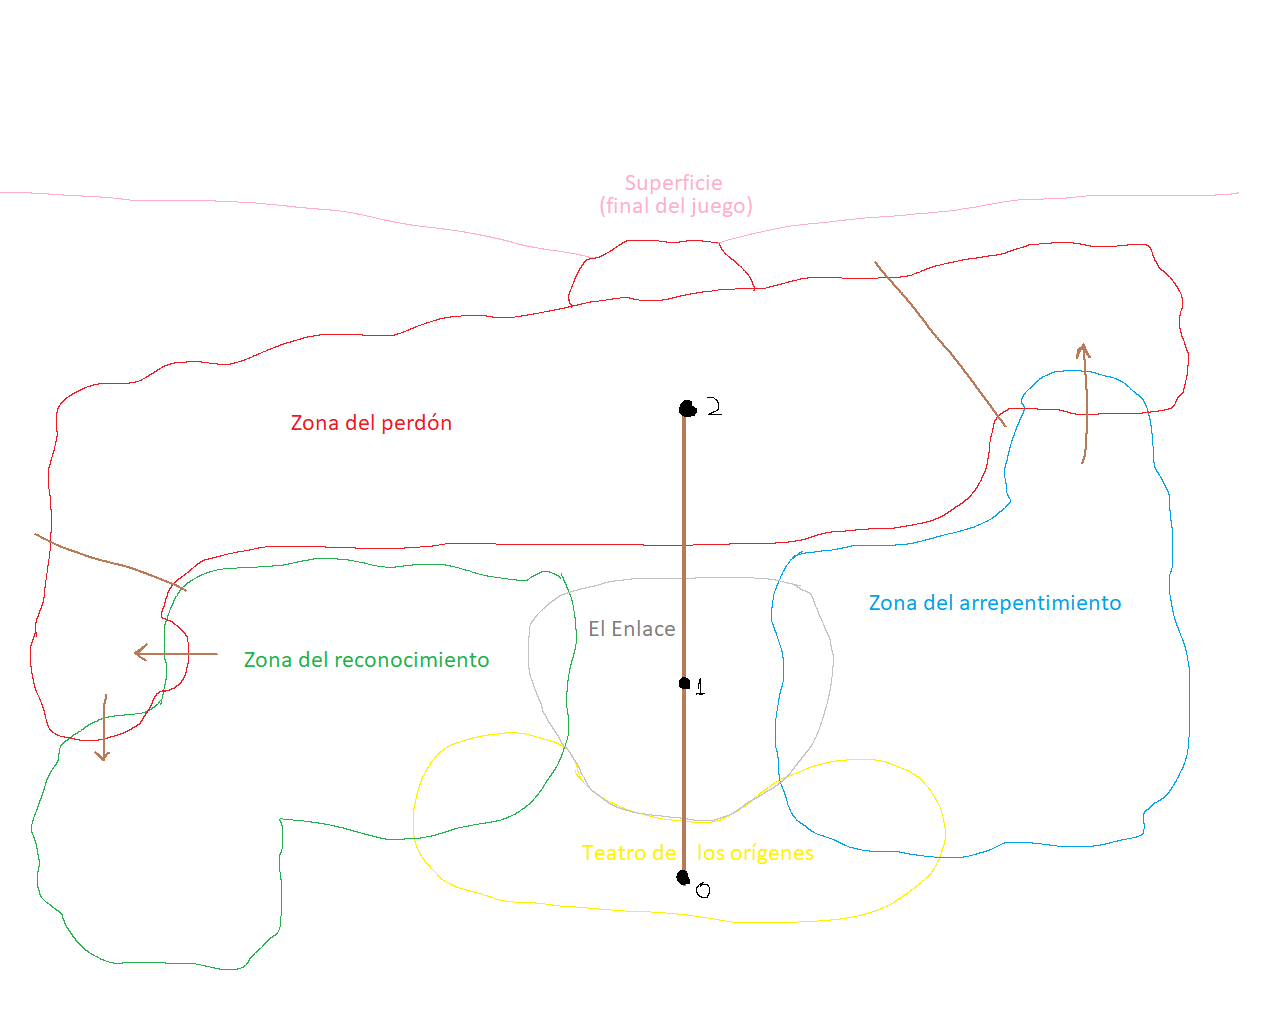 Superficie
(final del juego)
Zona del perdón
2
Zona del arrepentimiento
El Enlace
Zona del reconocimiento
1
Teatro de los orígenes
0